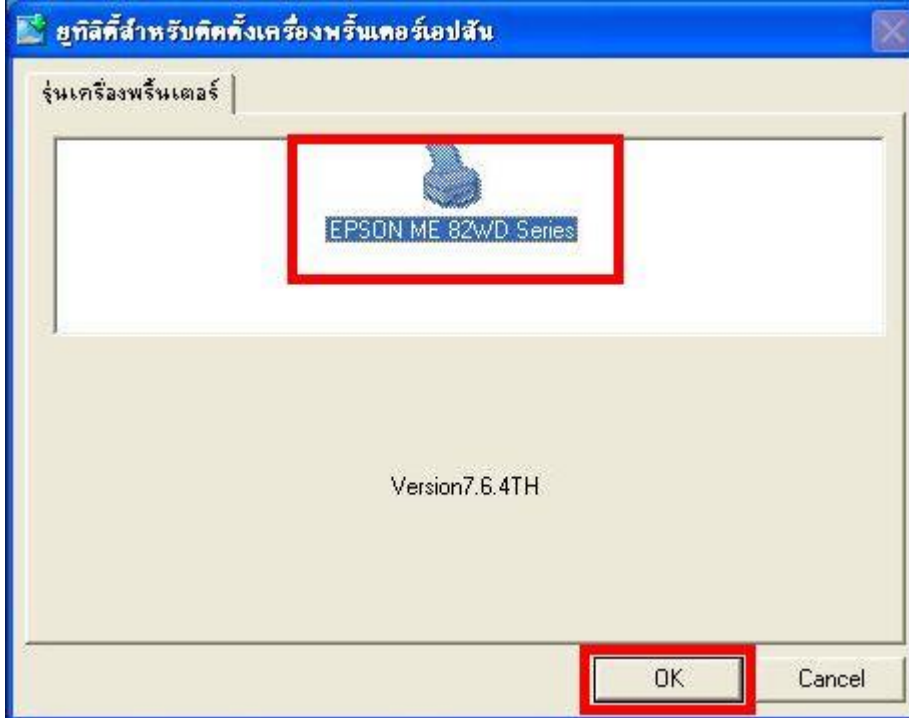 ยูทิลิตี้สำหรับติดตั้งเครื่องพริ้นเตอร์เอปสัน
รุ่นเครื่องพริ้นเตอร์
EPSON ME 82WD Series
Version7.6.4TH
OK
Cancel